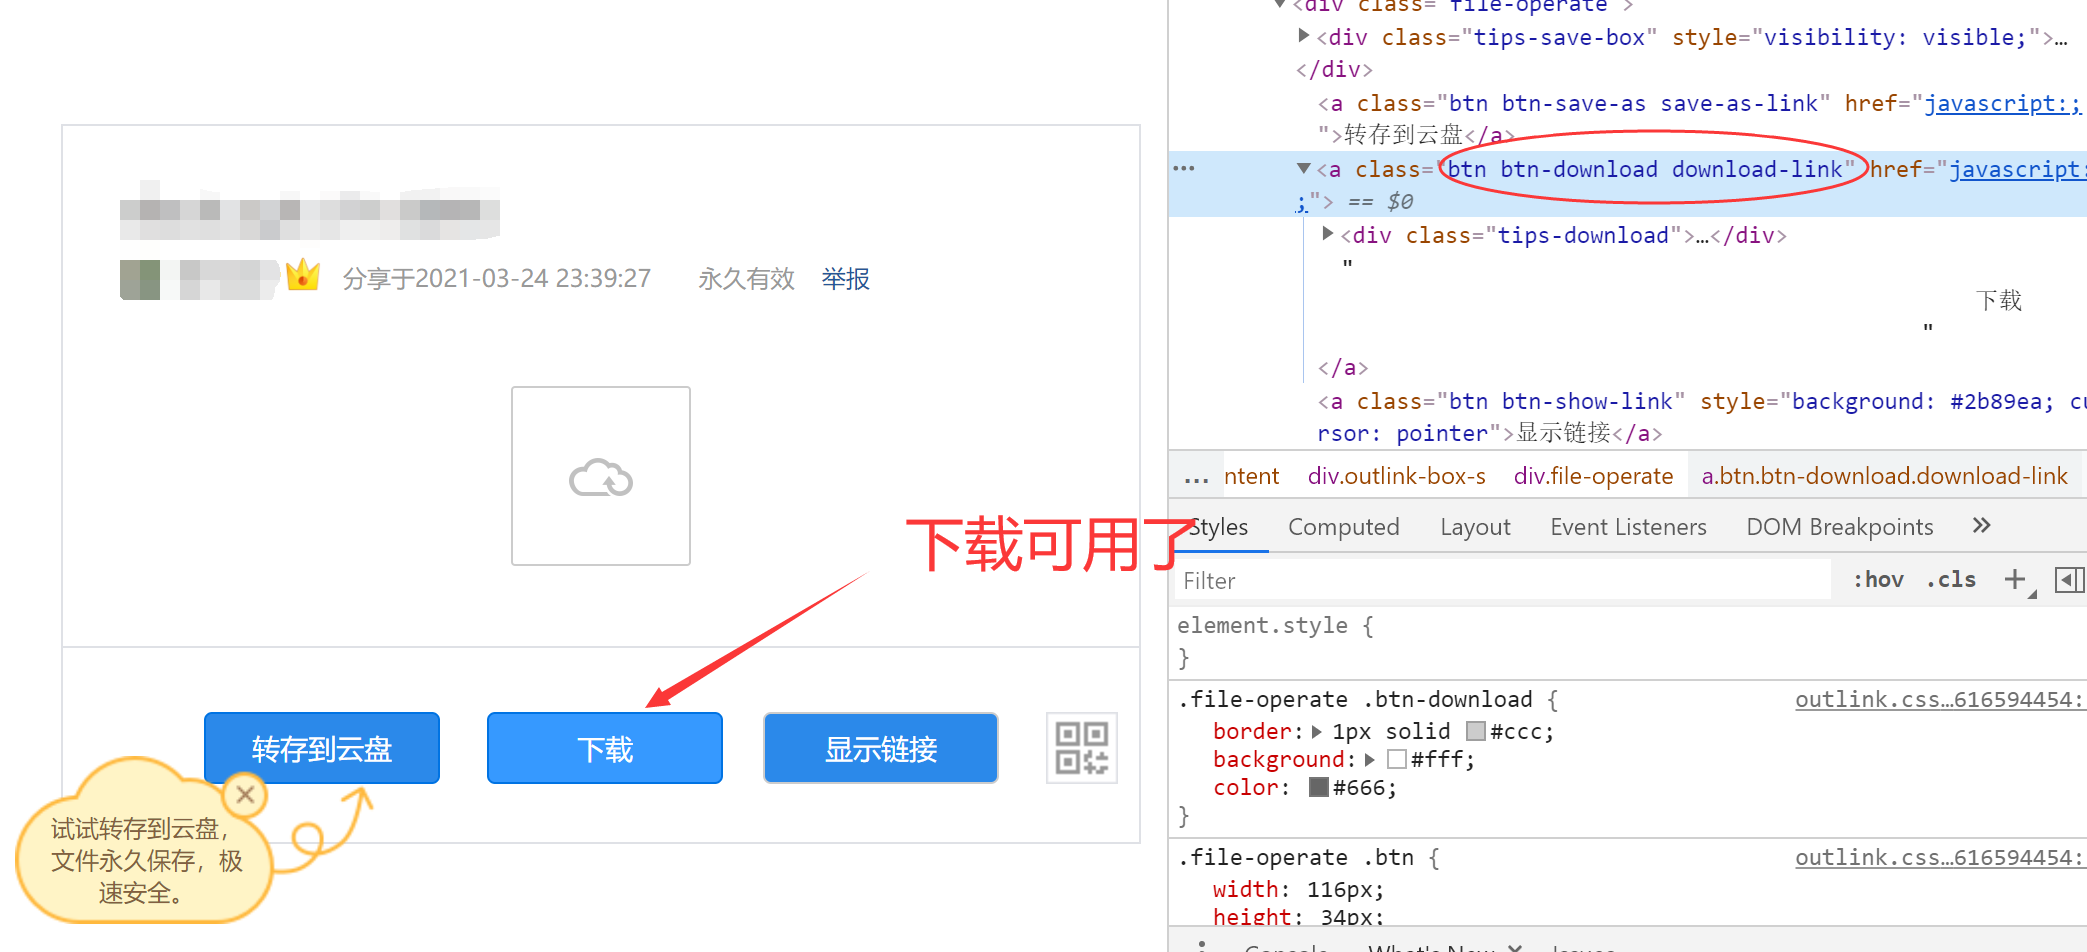 分享于2021-03-24 23:39:27 永久有效 举报
下载可用了
转存到云盘 下载 显示链接
试试转存到云盘，
文件永久保存，极
速安全。
<div class="file-operate">
<div class="tips-save-box" style="visibility: visible;">…
</div>
<a class="btn btn-save-as save-as-link" href="javascript:;
">转存到云盘</a>
<a class="btn btn-download download-link" href="javascript:
;"> == $0
<div class="tips-download">…</div>
"
下载
"
</a>
<a class="btn btn-show-link" style="background: #2b89ea; cu
rsor: pointer">显示链接</a>
... ntent div.outlink-box-s div.file-operate a.btn.btn-download.download-link
Styles Computed Layout Event Listeners DOM Breakpoints »
Filter :hov .cls +
element.style {
}
.file-operate .btn-download { outlink.css…616594454:
border: 1px solid #ccc;
background: #fff;
color: #666;
}
.file-operate .btn { outlink.css…616594454:
width: 116px;
height: 34px;
Console What's New × Issues